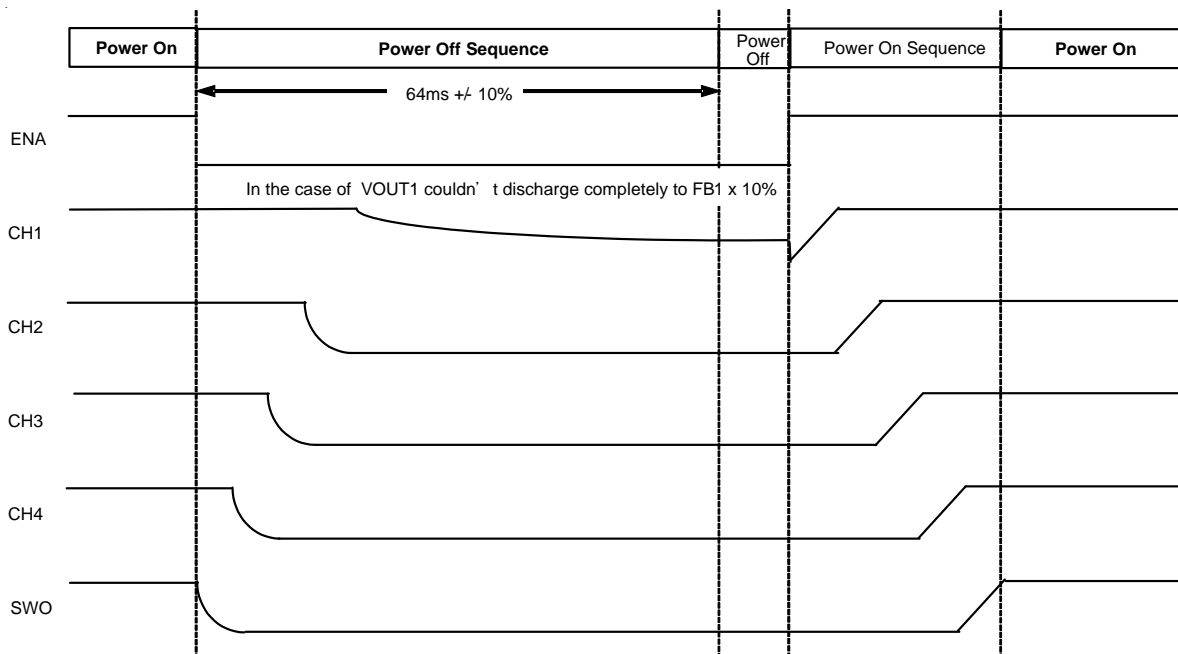 Power On
Power Off Sequence
Power
Off
Power On Sequence
Power On
64ms +/- 10%
ENA
In the case of VOUT1 couldn’ t discharge completely to FB1 x 10%
CH1
CH2
CH3
CH4
SWO